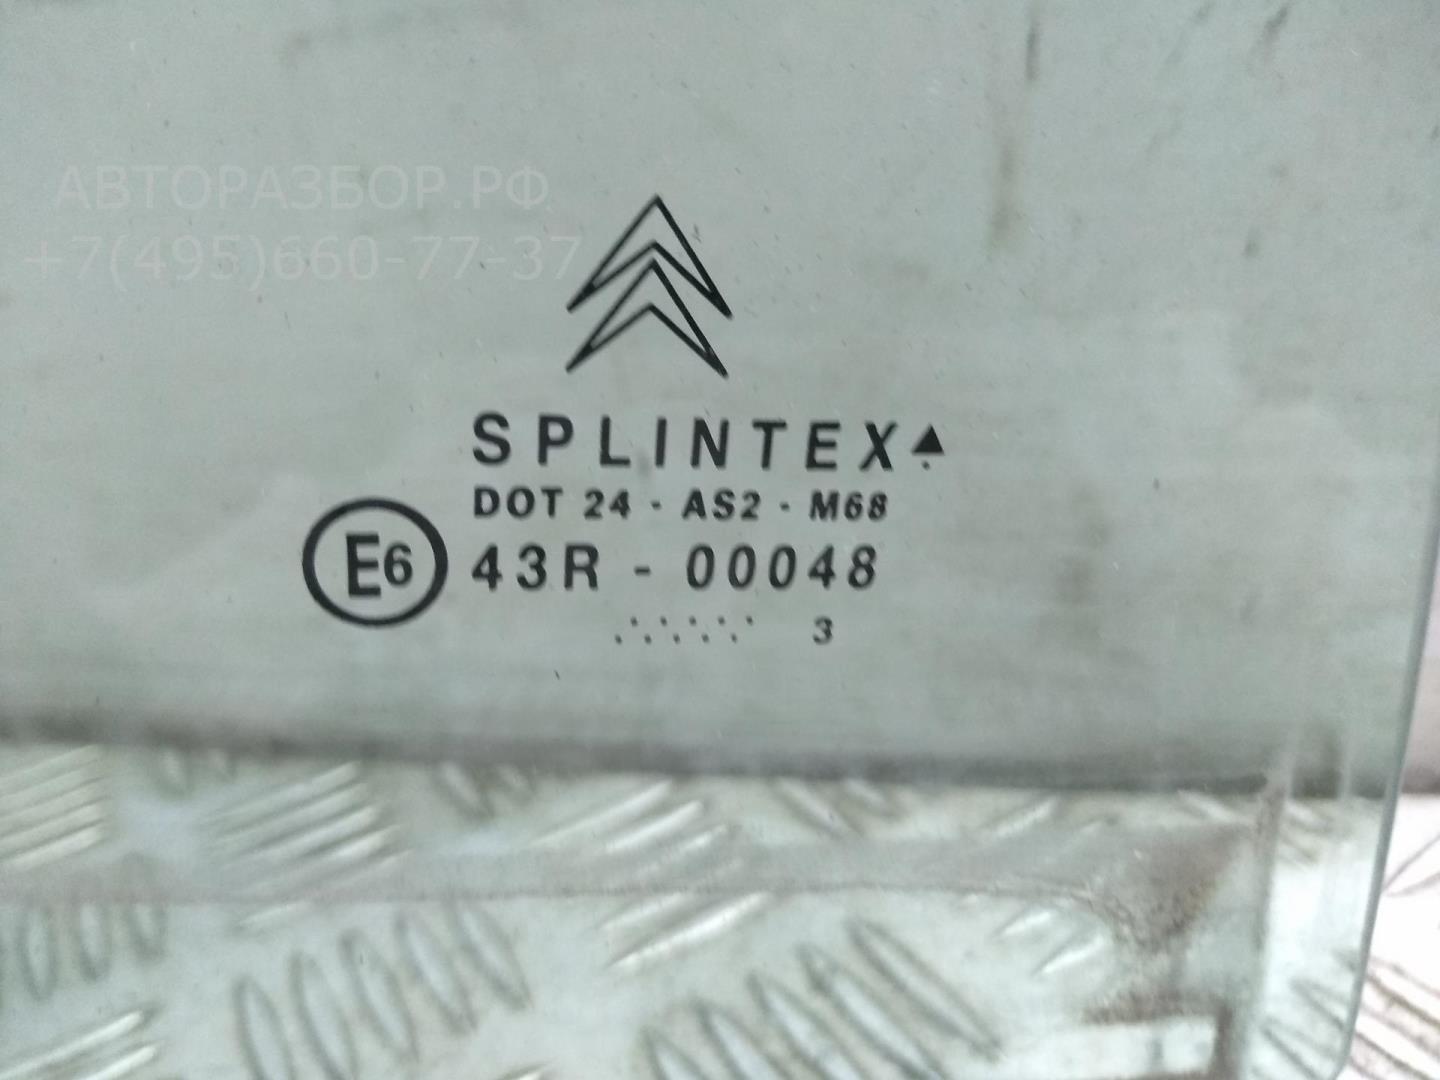 АВТОРАЗБОР.РФ
+7(495)660-77-37
SPLINTEX
DOT 24 - AS2 - M68
E6 43R - 00048
3